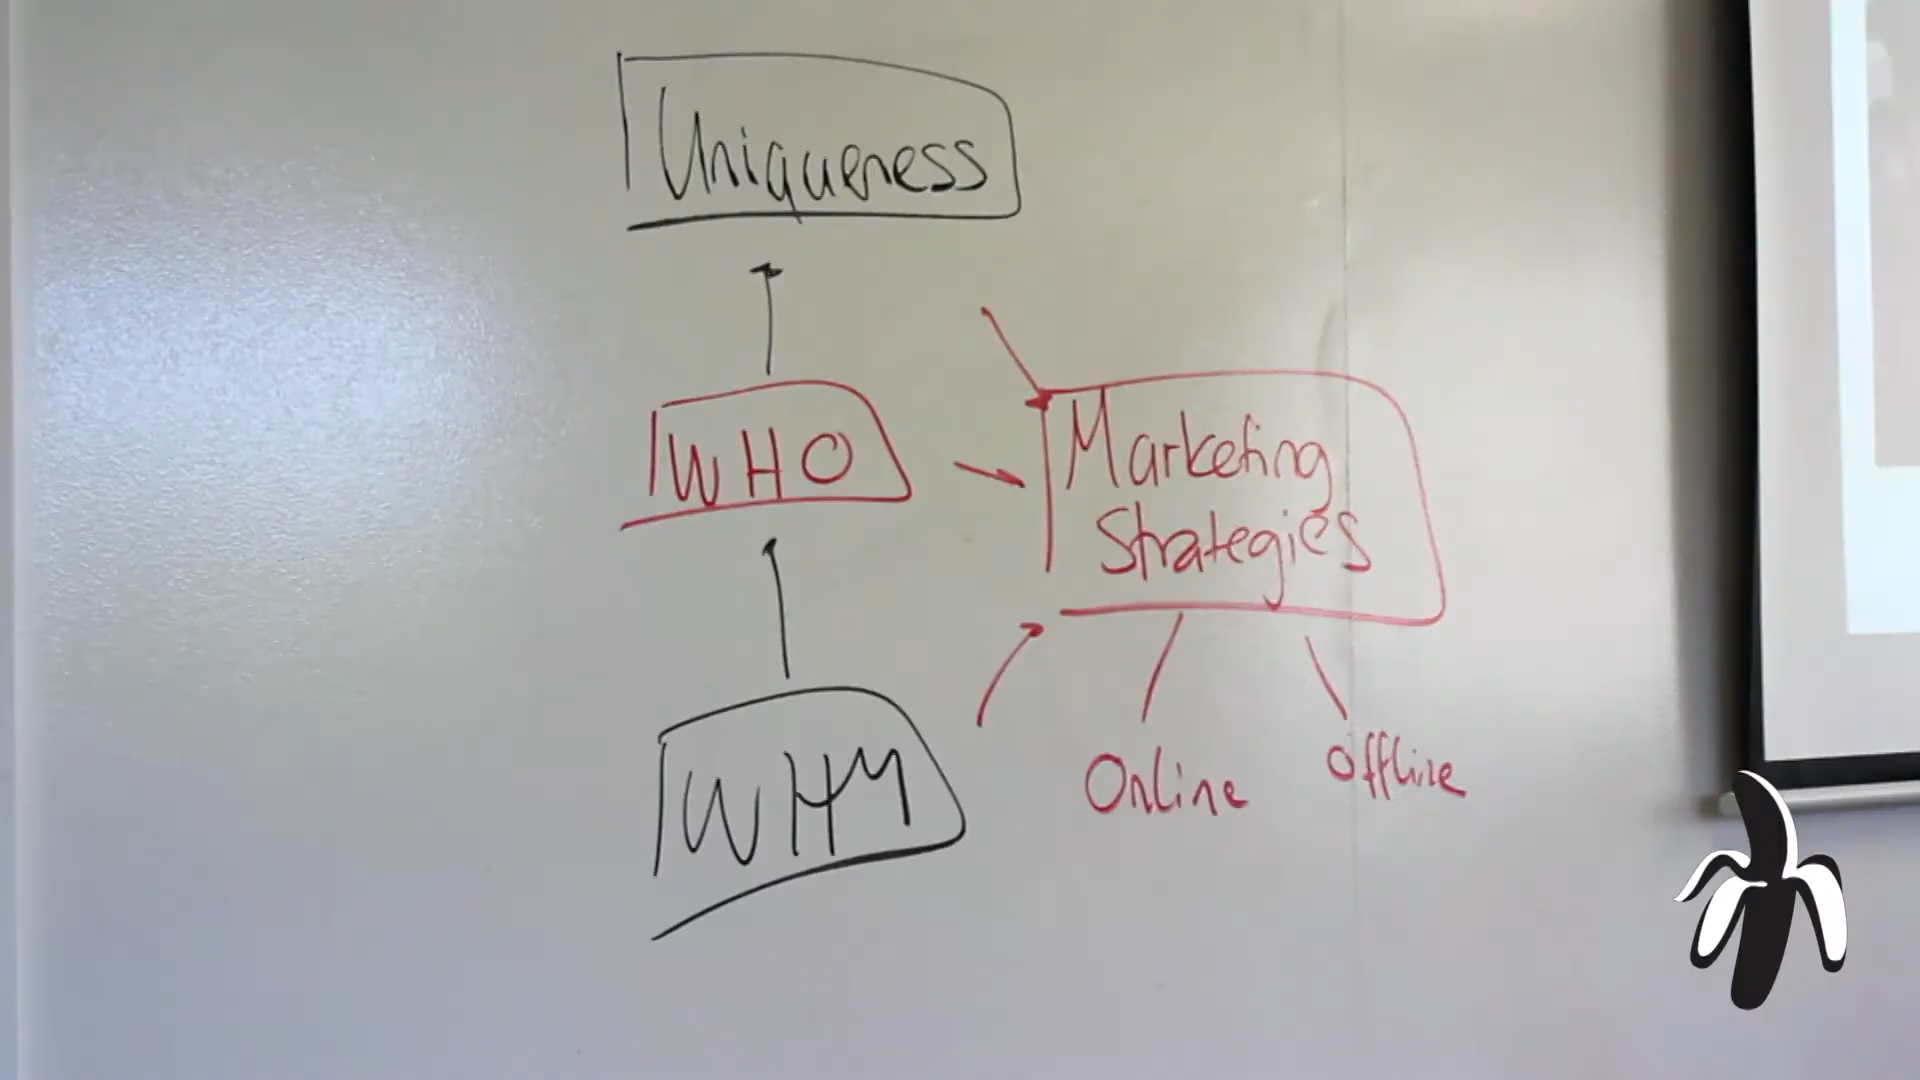 Uniqueness
WHO
Marketing
Strategies
WHY
Online
Offline